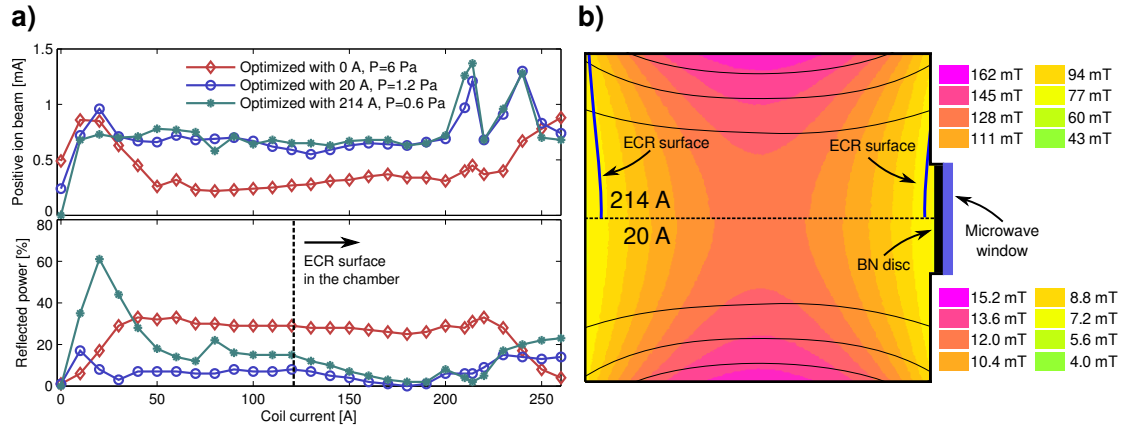 a)
1.5
1
0.5
0
Positive ion beam [mA]
Optimized with 0 A, P=6 Pa
Optimized with 20 A, P=1.2 Pa
Optimized with 214 A, P=0.6 Pa
80
60
40
20
0
Reflected power [%]
ECR surface
in the chamber
0
50
100
150
200
250
Coil current [A]
b)
ECR surface
ECR surface
214 A
20 A
BN disc
Microwave
window
162 mT
145 mT
128 mT
111 mT
94 mT
77 mT
60 mT
43 mT
15.2 mT
13.6 mT
12.0 mT
10.4 mT
8.8 mT
7.2 mT
5.6 mT
4.0 mT